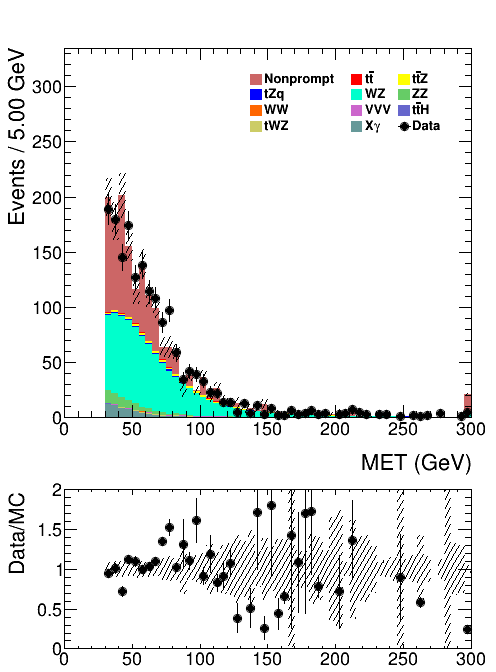 Events / 5.00 GeV
300
250
200
150
100
50
0
Nonprompt tt̄ tt̄Z
tZq WZ ZZ
WW VVV tt̄H
tWZ Xγ Data
0 50 100 150 200 250 300
MET (GeV)
Data/MC
2
1.5
1
0.5
0
0 50 100 150 200 250 300